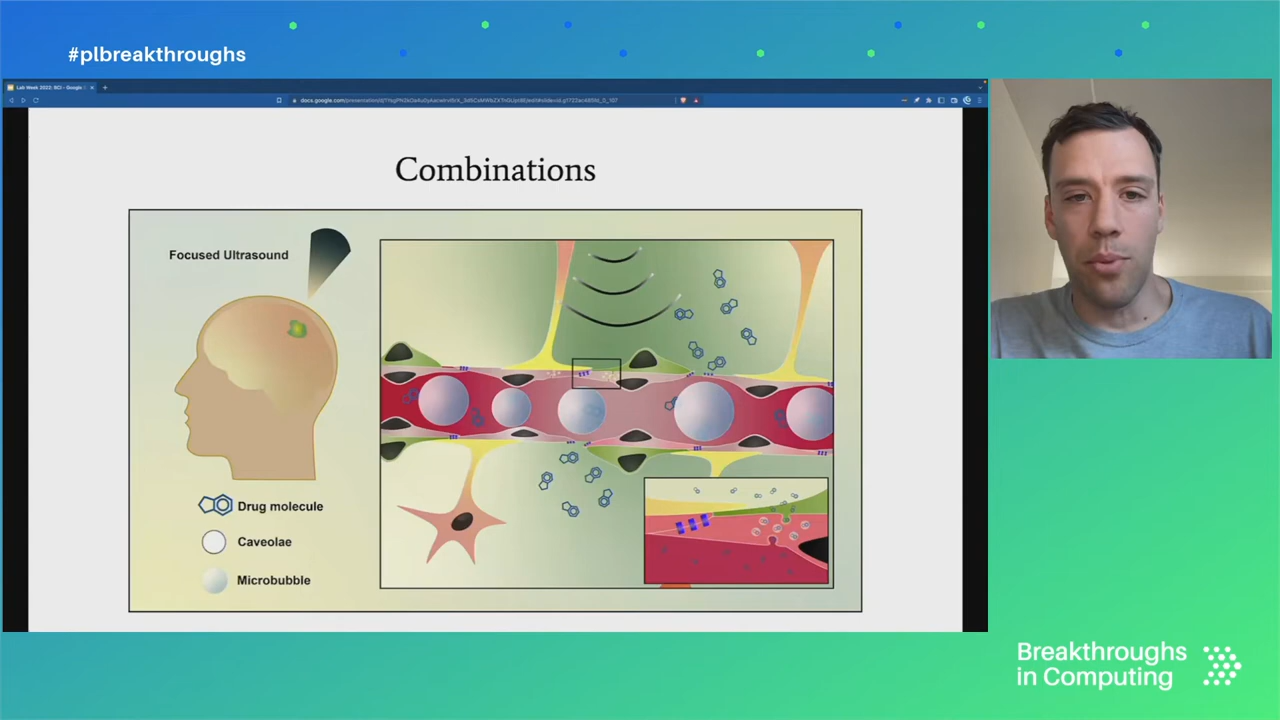 #plbreakthroughs
Combinations
Focused Ultrasound
Drug molecule
Caveolae
Microbubble
Breakthroughs
in Computing